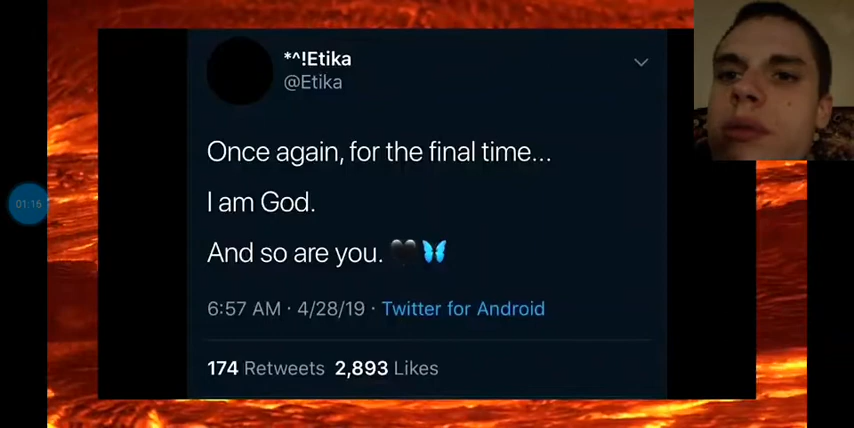 *^!Etika
@Etika
Once again, for the final time...
I am God.
And so are you. 🖤🦋
6:57 AM · 4/28/19 · Twitter for Android
174 Retweets 2,893 Likes
01:16